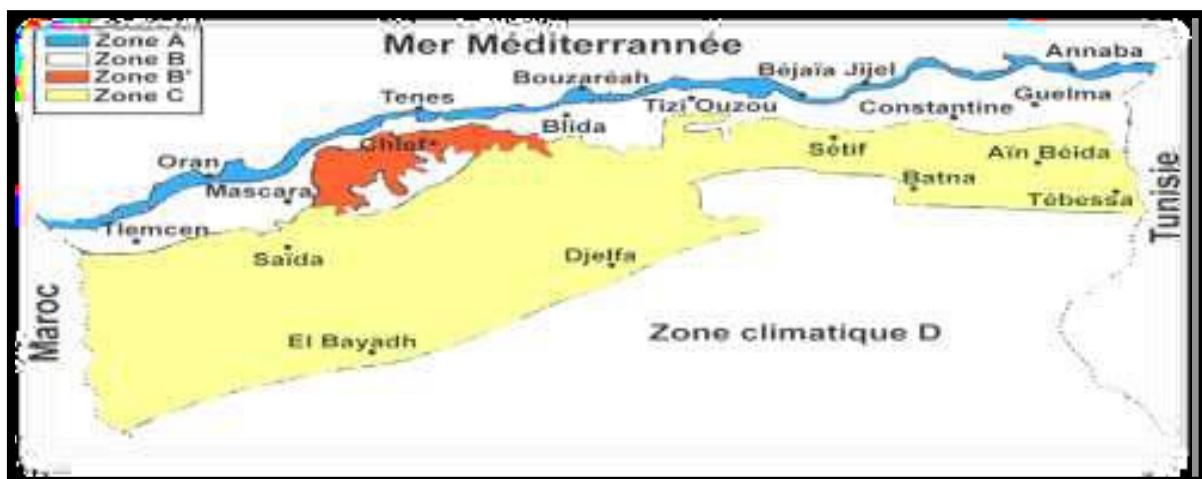 Zone A
Zone B
Zone B'
Zone C
Mer Méditerrannée
Annaba
Bouzaréah
Béjaïa Jijel
Tenes
Tizi Ouzou
Constantine
Guelma
Blida
Chlef
Oran
Sétif
Aïn Béida
Mascara
Batna
Tébessa
Tlemcen
Saïda
Djelfa
Tunisie
Maroc
El Bayadh
Zone climatique D